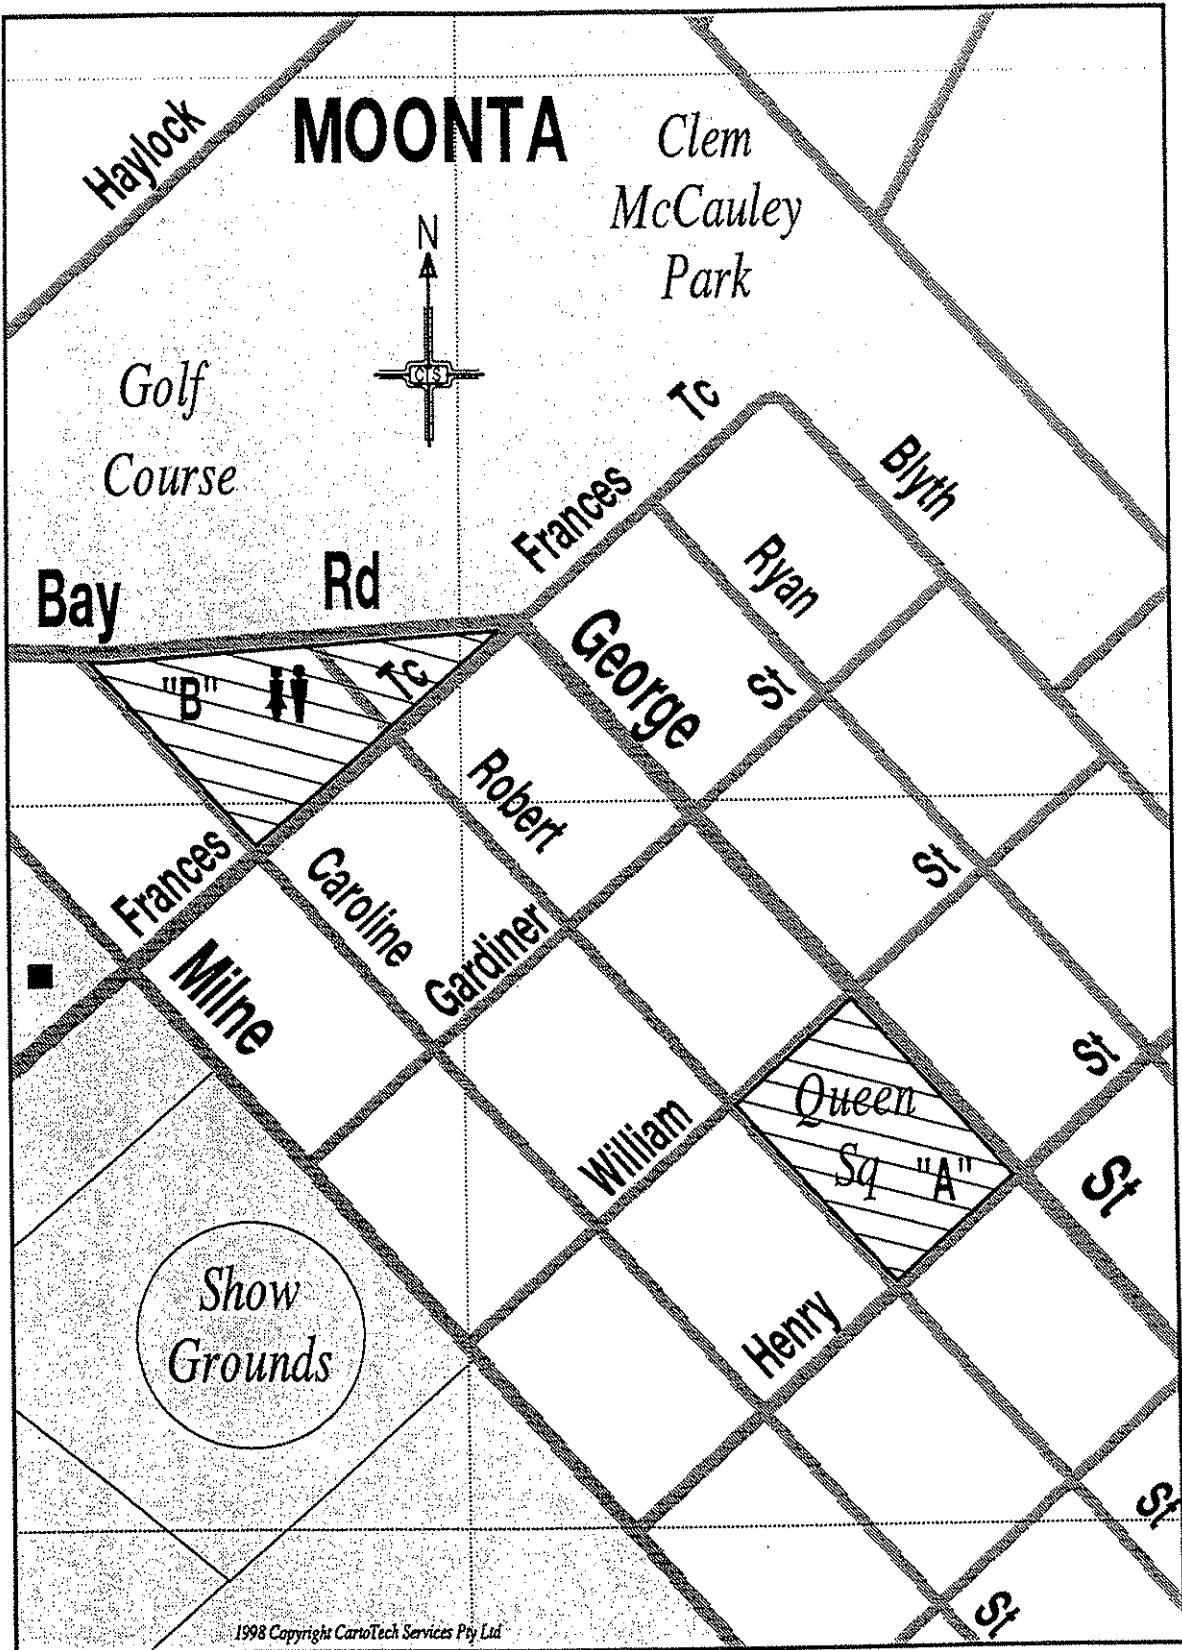 MOONTA
Haylock
Clem
McCauley
Park
N
CTS
Golf
Course
Frances Tc
Blyth
Bay Rd
Ryan St
George
"B"
Tc
Robert
St
Frances
Caroline
Gardiner
Milne
St
Queen
Sq "A"
William
St
Show
Grounds
Henry
St
St
1998 Copyright CartoTech Services Pty Ltd